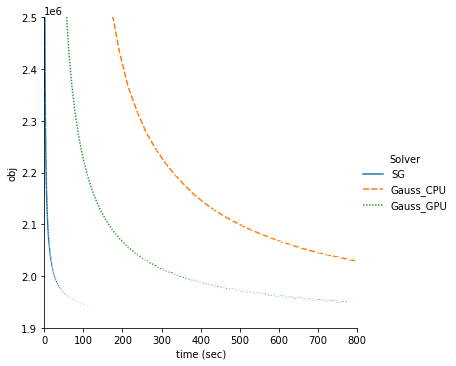 1e6
2.5
2.4
2.3
2.2
2.1
2.0
1.9
obj
0 100 200 300 400 500 600 700 800
time (sec)
Solver
SG
Gauss_CPU
Gauss_GPU